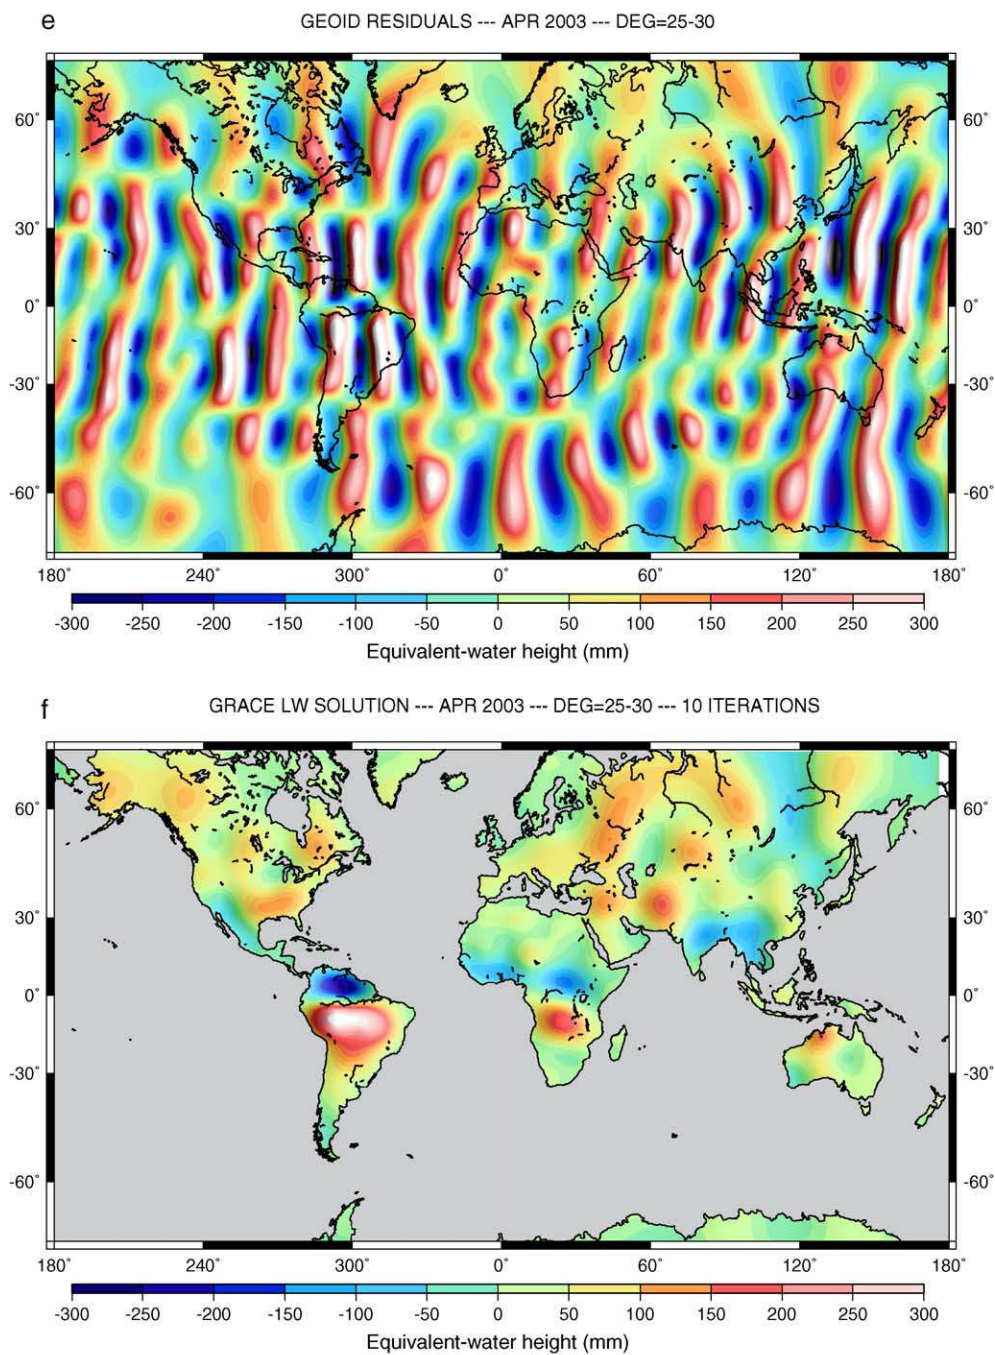 e
GEOID RESIDUALS --- APR 2003 --- DEG=25-30
60˚ 60˚
30˚ 30˚
0˚ 0˚
-30˚ -30˚
-60˚ -60˚
180˚ 240˚ 300˚ 0˚ 60˚ 120˚ 180˚
-300 -250 -200 -150 -100 -50 0 50 100 150 200 250 300
Equivalent-water height (mm)
f
GRACE LW SOLUTION --- APR 2003 --- DEG=25-30 --- 10 ITERATIONS
60˚ 60˚
30˚ 30˚
0˚ 0˚
-30˚ -30˚
-60˚ -60˚
180˚ 240˚ 300˚ 0˚ 60˚ 120˚ 180˚
-300 -250 -200 -150 -100 -50 0 50 100 150 200 250 300
Equivalent-water height (mm)